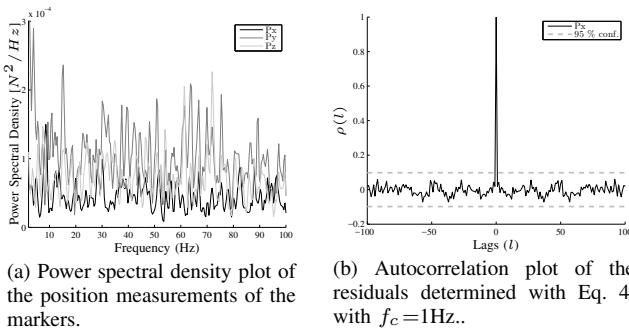 3 x 10⁻⁴
Px
Py
Pz
Power Spectral Density [N²/Hz]
2
1
0
10 20 30 40 50 60 70 80 90 100
Frequency (Hz)
(a) Power spectral density plot of
the position measurements of the
markers.
1
Px
95 % conf.
0.8
0.6
ρ(l)
0.4
0.2
0
−0.2
−100 −50 0 50 100
Lags (l)
(b) Autocorrelation plot of the
residuals determined with Eq. 4
with f_c=1Hz..